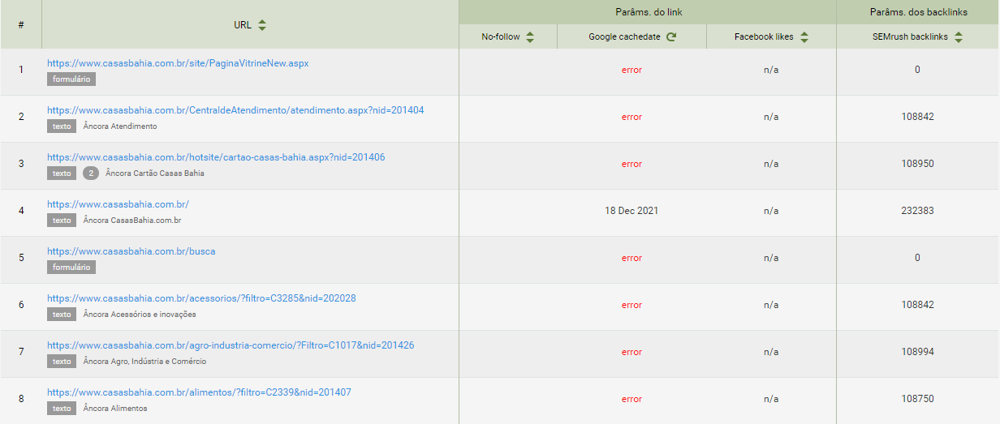 # URL Parâms. do link Parâms. dos backlinks
No-follow Google cachedate Facebook likes SEMrush backlinks
1 https://www.casasbahia.com.br/site/PaginaVitrineNew.aspx error n/a 0
formulário
2 https://www.casasbahia.com.br/CentraldeAtendimento/atendimento.aspx?nid=201404 error n/a 108842
texto Âncora Atendimento
3 https://www.casasbahia.com.br/hotsite/cartao-casas-bahia.aspx?nid=201406 error n/a 108950
texto 2 Âncora Cartão Casas Bahia
4 https://www.casasbahia.com.br/ 18 Dec 2021 n/a 232383
texto Âncora CasasBahia.com.br
5 https://www.casasbahia.com.br/busca error n/a 0
formulário
6 https://www.casasbahia.com.br/acessorios/?filtro=C3285&nid=202028 error n/a 108842
texto Âncora Acessórios e inovações
7 https://www.casasbahia.com.br/agro-industria-comercio/?Filtro=C1017&nid=201426 error n/a 108994
texto Âncora Agro, Indústria e Comércio
8 https://www.casasbahia.com.br/alimentos/?filtro=C2339&nid=201407 error n/a 108750
texto Âncora Alimentos